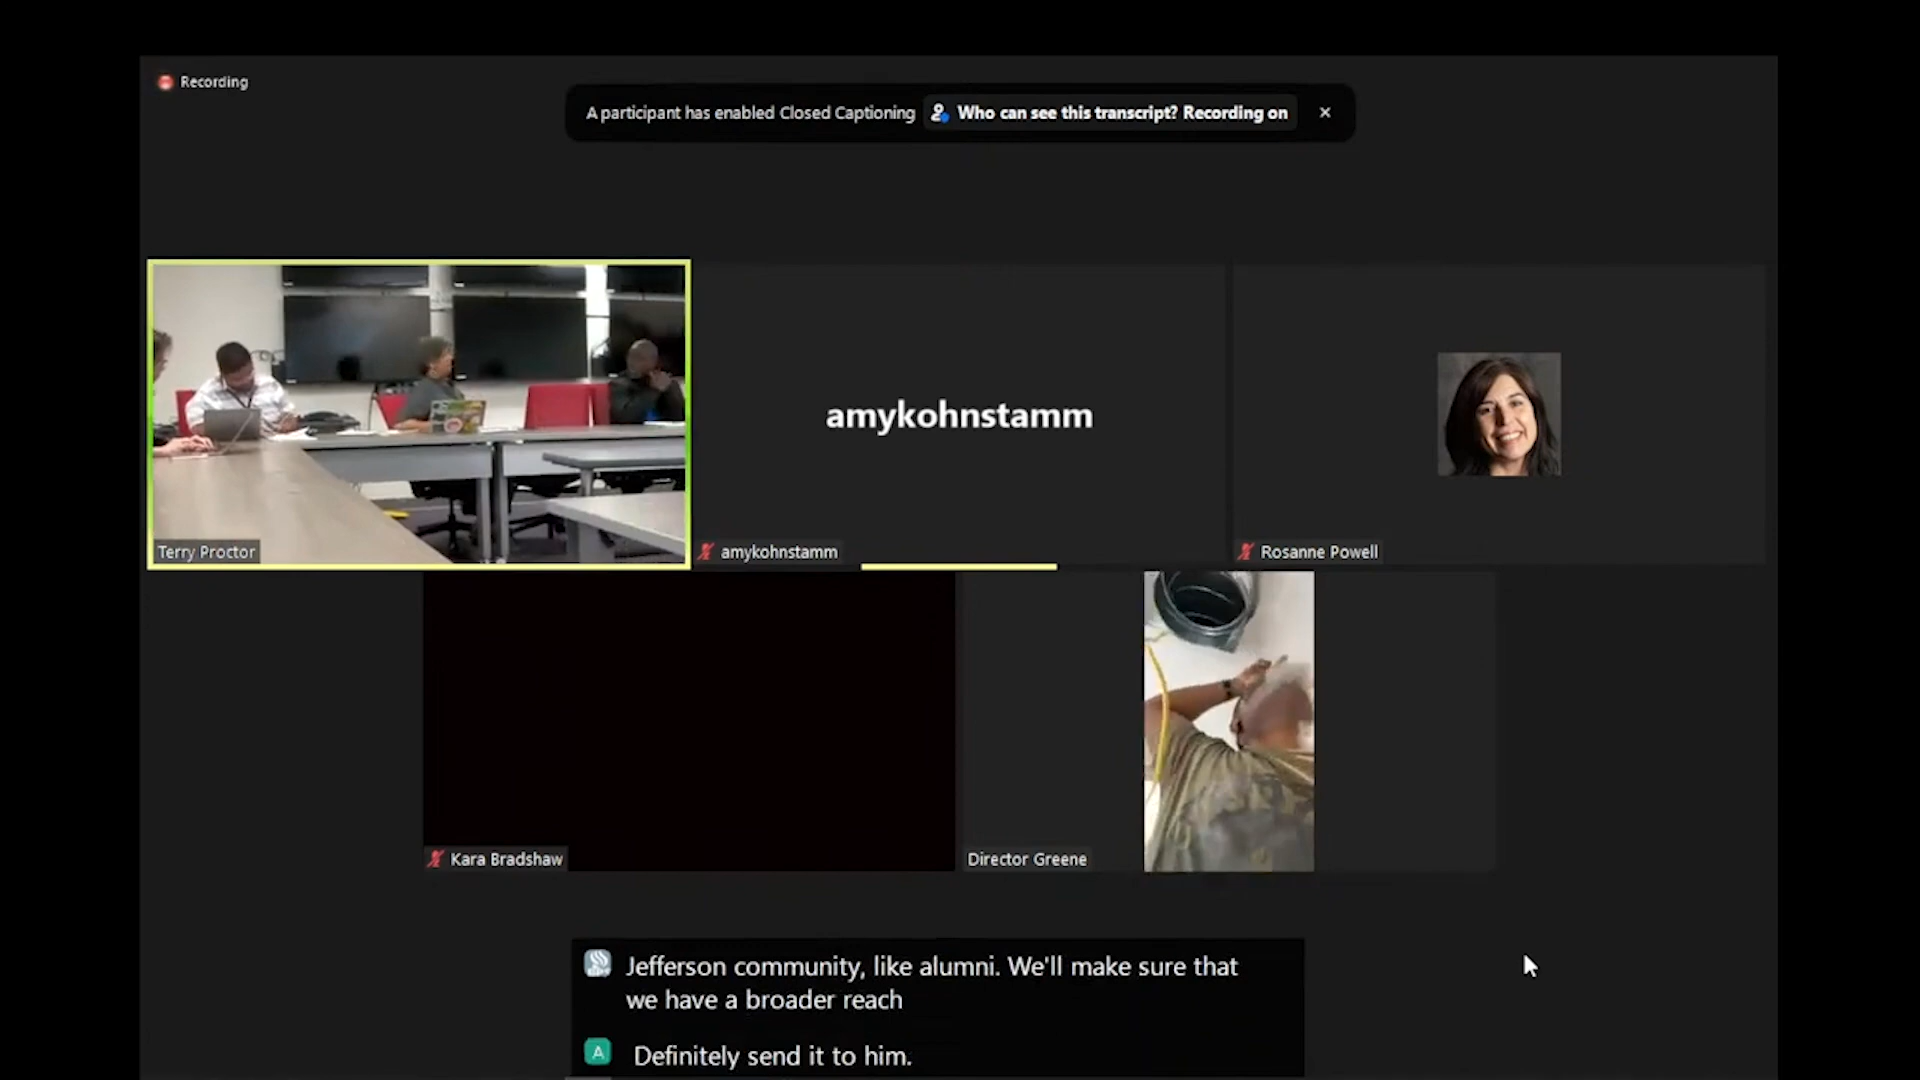 Recording
A participant has enabled Closed Captioning Who can see this transcript? Recording on
amykohnstamm
Terry Proctor
amykohnstamm
Rosanne Powell
Kara Bradshaw
Director Greene
Jefferson community, like alumni. We'll make sure that
we have a broader reach
A Definitely send it to him.